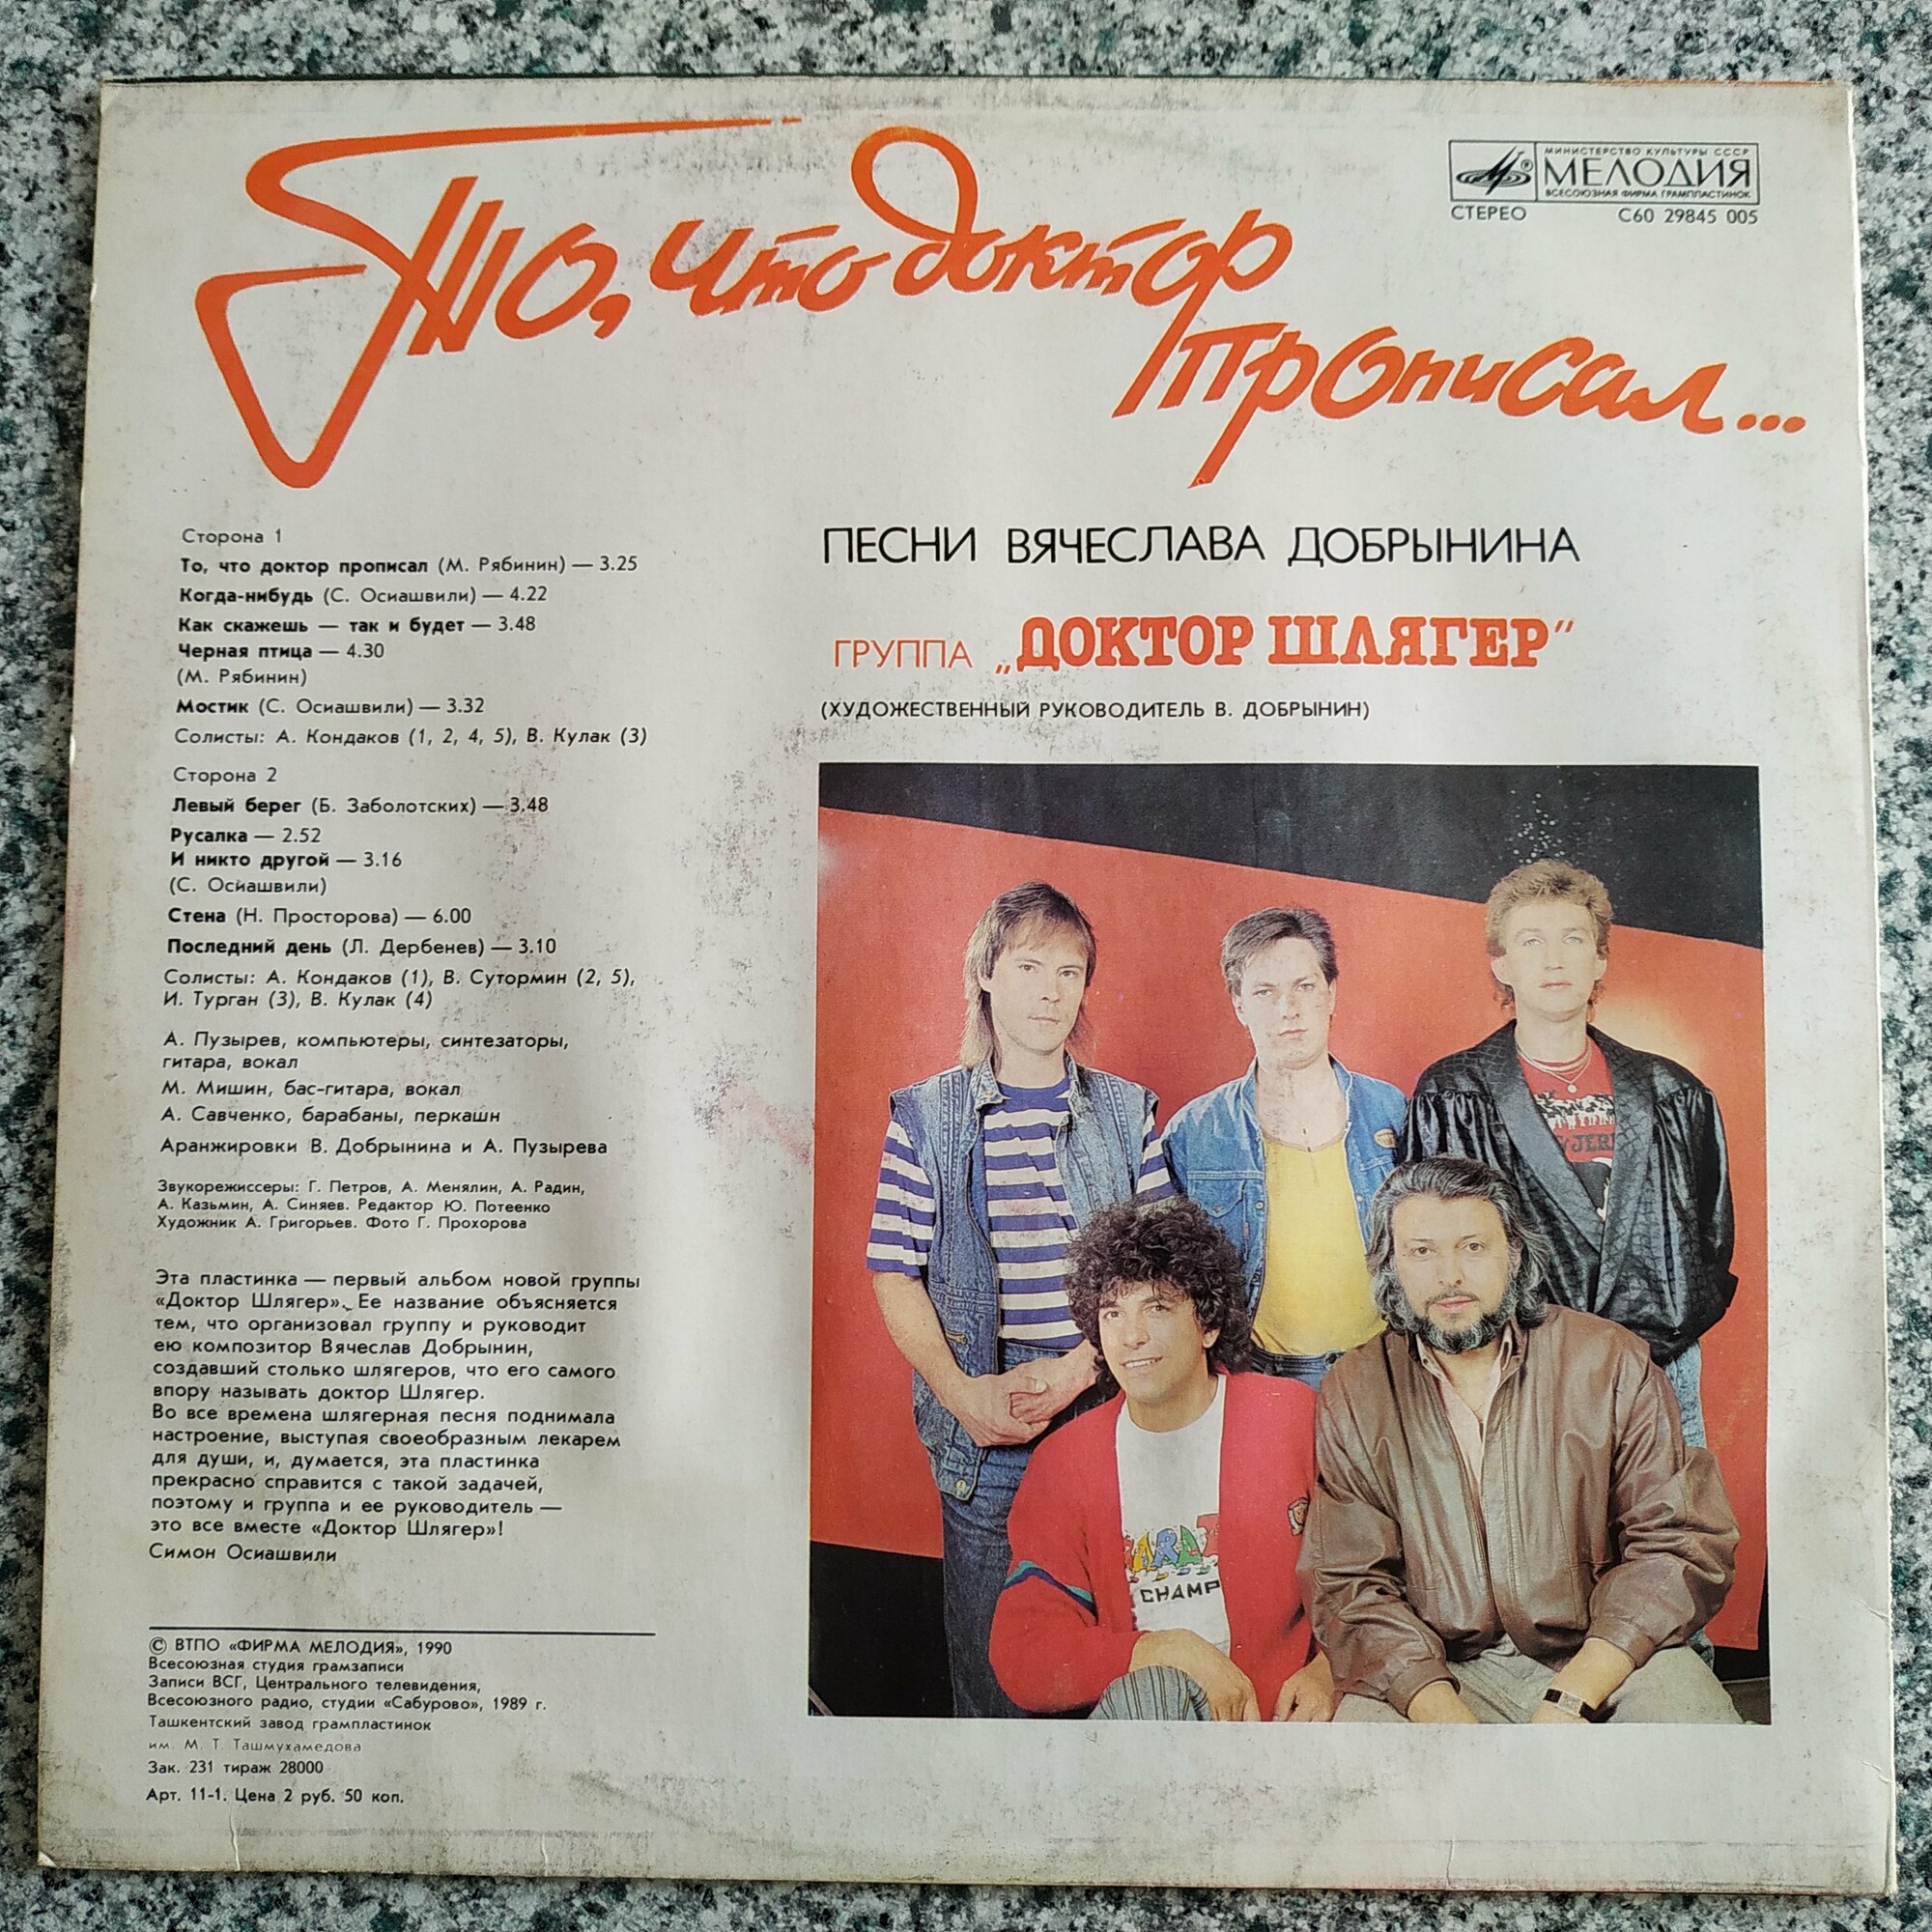 То, что доктор
прописал...
МИНИСТЕРСТВО КУЛЬТУРЫ СССР
МЕЛОДИЯ
ВСЕСОЮЗНАЯ ФИРМА ГРАМПЛАСТИНОК
СТЕРЕО С60 29845 005
Сторона 1
То, что доктор прописал (М. Рябинин) — 3.25
Когда-нибудь (С. Осиашвили) — 4.22
Как скажешь — так и будет — 3.48
Черная птица — 4.30
(М. Рябинин)
Мостик (С. Осиашвили) — 3.32
Солисты: А. Кондаков (1, 2, 4, 5), В. Кулак (3)
Сторона 2
Левый берег (Б. Заболотских) — 3.48
Русалка — 2.52
И никто другой — 3.16
(С. Осиашвили)
Стена (Н. Просторова) — 6.00
Последний день (Л. Дербенев) — 3.10
Солисты: А. Кондаков (1), В. Сутормин (2, 5),
И. Турган (3), В. Кулак (4)
А. Пузырев, компьютеры, синтезаторы,
гитара, вокал
М. Мишин, бас-гитара, вокал
А. Савченко, барабаны, перкашн
Аранжировки В. Добрынина и А. Пузырева
Звукорежиссеры: Г. Петров, А. Менялин, А. Радин,
А. Казьмин, А. Синяев. Редактор Ю. Потеенко
Художник А. Григорьев. Фото Г. Прохорова
Эта пластинка — первый альбом новой группы
«Доктор Шлягер». Ее название объясняется
тем, что организовал группу и руководит
ею композитор Вячеслав Добрынин,
создавший столько шлягеров, что его самого
впору называть доктор Шлягер.
Во все времена шлягерная песня поднимала
настроение, выступая своеобразным лекарем
для души, и, думается, эта пластинка
прекрасно справится с такой задачей,
поэтому и группа и ее руководитель —
это все вместе «Доктор Шлягер»!
Симон Осиашвили
© ВТПО «ФИРМА МЕЛОДИЯ», 1990
Всесоюзная студия грамзаписи
Записи ВСГ, Центрального телевидения,
Всесоюзного радио, студии «Сабурово», 1989 г.
Ташкентский завод грампластинок
им. М. Т. Ташмухамедова
Зак. 231 тираж 28000
Арт. 11-1. Цена 2 руб. 50 коп.
ПЕСНИ ВЯЧЕСЛАВА ДОБРЫНИНА
ГРУППА „ДОКТОР ШЛЯГЕР"
(ХУДОЖЕСТВЕННЫЙ РУКОВОДИТЕЛЬ В. ДОБРЫНИН)
CHAMP